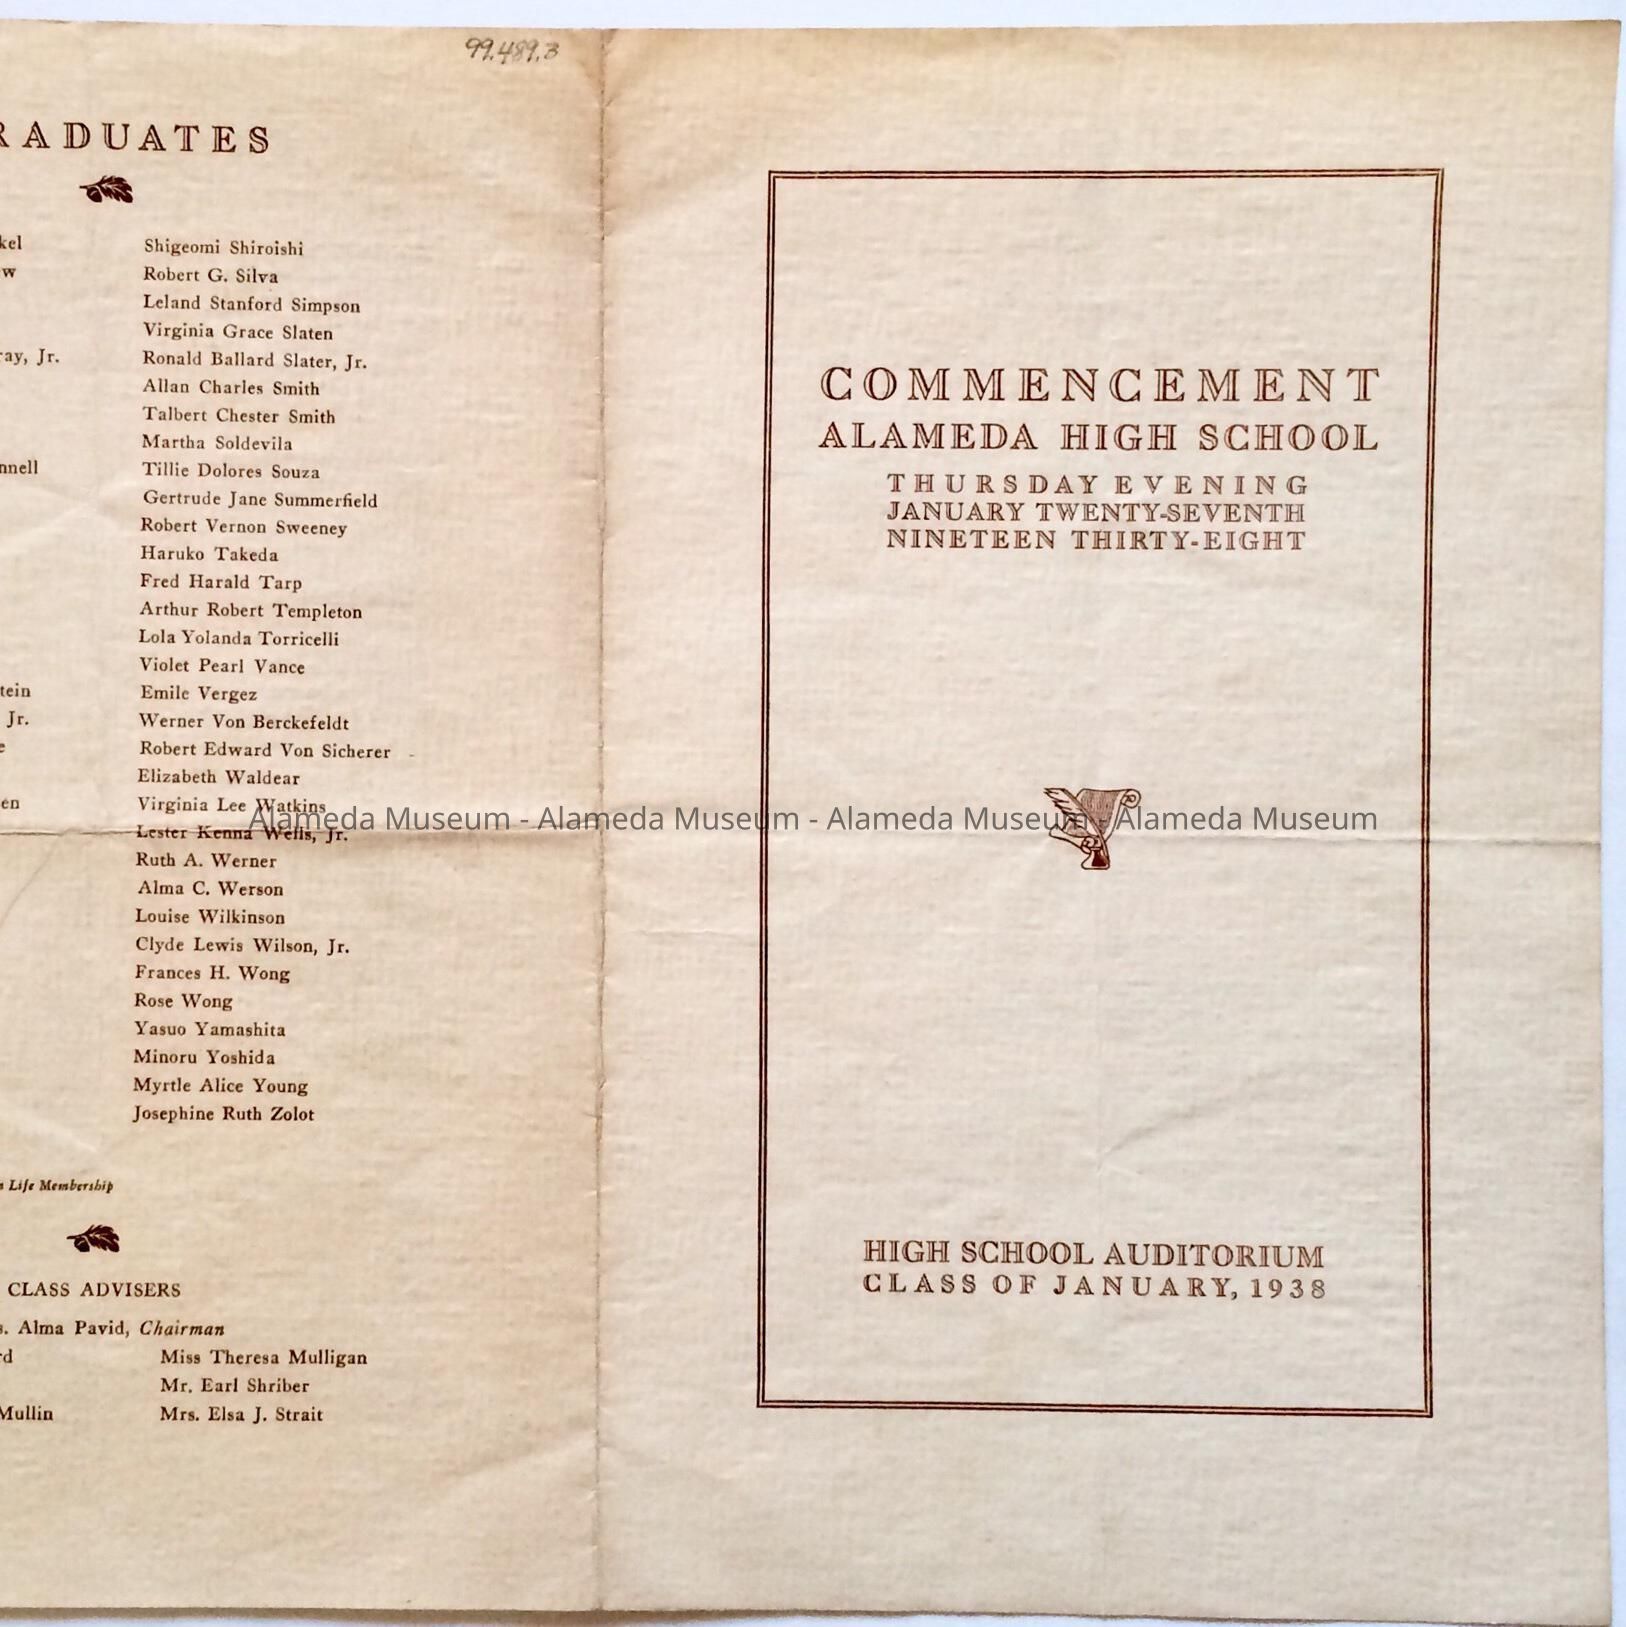 99.489.3
RADUATES
kel
w
ray, Jr.
nnell
tein
Jr.
e
en
Shigeomi Shiroishi
Robert G. Silva
Leland Stanford Simpson
Virginia Grace Slaten
Ronald Ballard Slater, Jr.
Allan Charles Smith
Talbert Chester Smith
Martha Soldevila
Tillie Dolores Souza
Gertrude Jane Summerfield
Robert Vernon Sweeney
Haruko Takeda
Fred Harald Tarp
Arthur Robert Templeton
Lola Yolanda Torricelli
Violet Pearl Vance
Emile Vergez
Werner Von Berckefeldt
Robert Edward Von Sicherer
Elizabeth Waldear
Virginia Lee Watkins
Lester Kenna Wells, Jr.
Ruth A. Werner
Alma C. Werson
Louise Wilkinson
Clyde Lewis Wilson, Jr.
Frances H. Wong
Rose Wong
Yasuo Yamashita
Minoru Yoshida
Myrtle Alice Young
Josephine Ruth Zolot
Life Membership
CLASS ADVISERS
s. Alma Pavid, Chairman
rd
Mullin
Miss Theresa Mulligan
Mr. Earl Shriber
Mrs. Elsa J. Strait
COMMENCEMENT
ALAMEDA HIGH SCHOOL
THURSDAY EVENING
JANUARY TWENTY-SEVENTH
NINETEEN THIRTY-EIGHT
HIGH SCHOOL AUDITORIUM
CLASS OF JANUARY, 1938
Alameda Museum - Alameda Museum - Alameda Museum - Alameda Museum